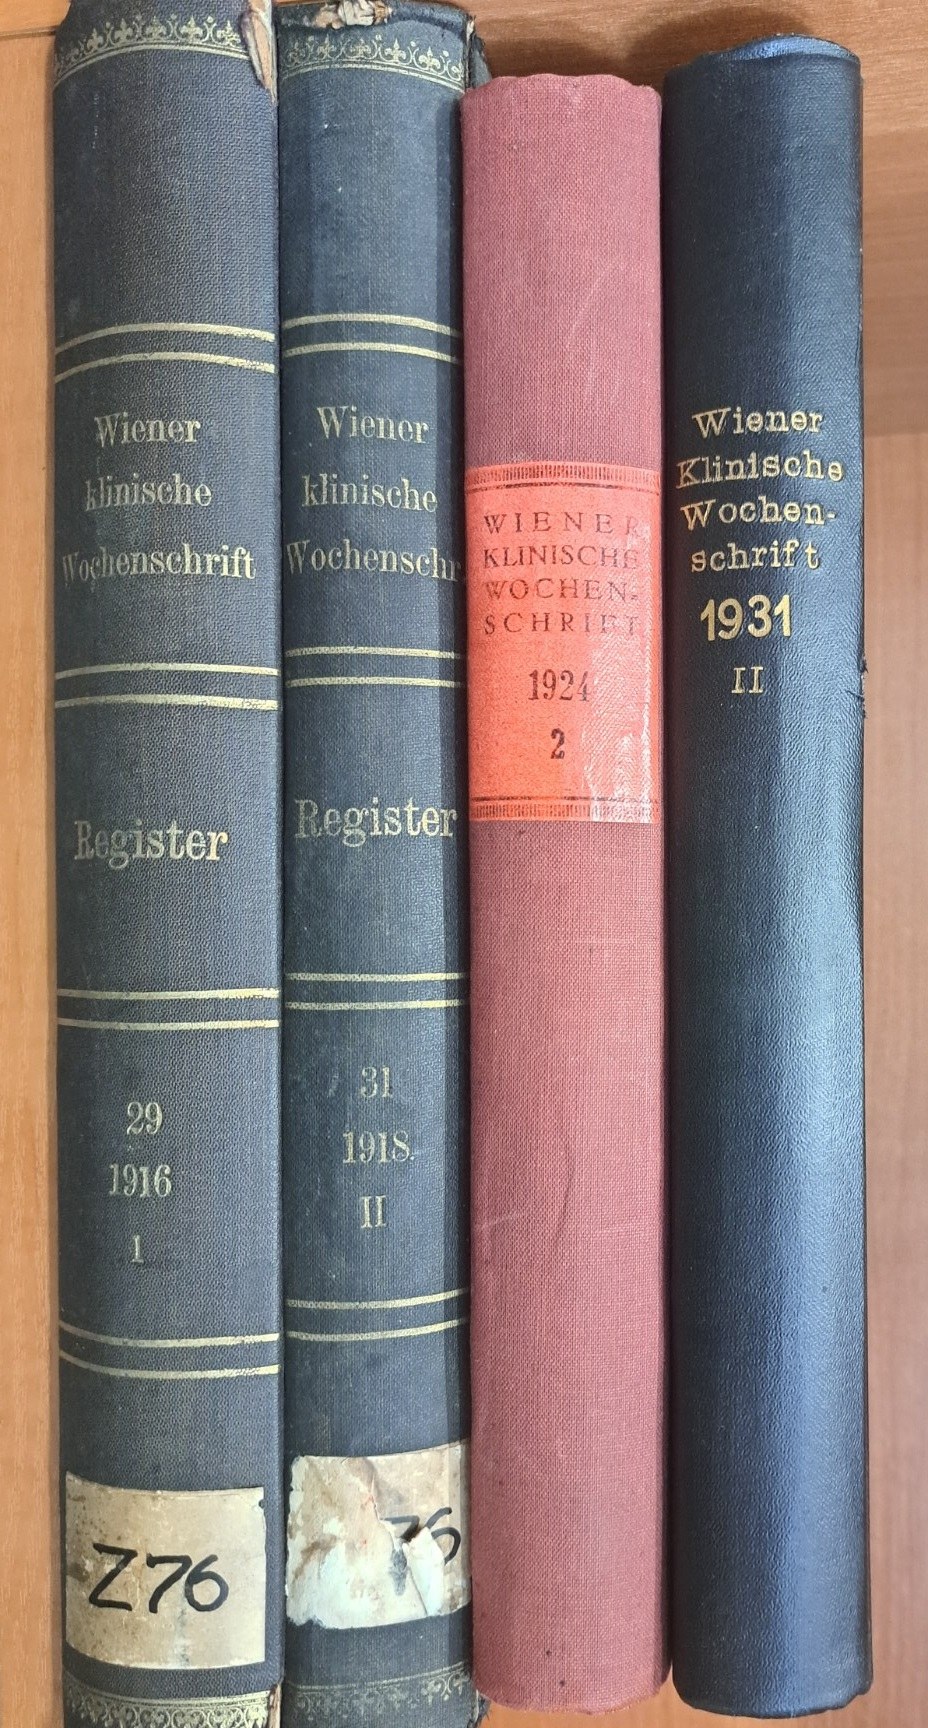 Wiener
klinische
Wochenschrift
Register
29
1916
I
Z76
Wiener
klinische
Wochenschr
Register
31
1918.
II
76
WIENER
KLINISCHE
WOCHEN-
SCHRIFT
1924
2
Wiener
Klinische
Wochen-
schrift
1931
II